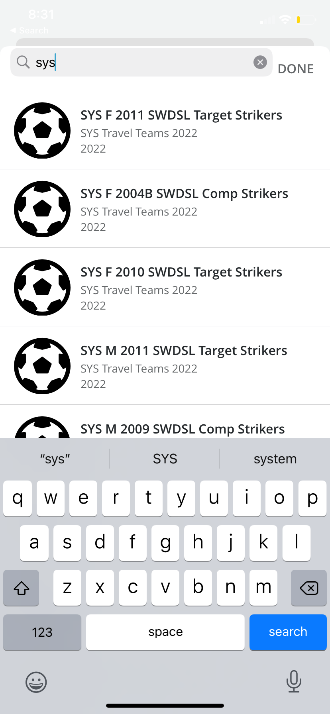 8:31
Search
sys
DONE
SYS F 2011 SWDSL Target Strikers
SYS Travel Teams 2022
2022
SYS F 2004B SWDSL Comp Strikers
SYS Travel Teams 2022
2022
SYS F 2010 SWDSL Target Strikers
SYS Travel Teams 2022
2022
SYS M 2011 SWDSL Target Strikers
SYS Travel Teams 2022
2022
SYS M 2009 SWDSL Comp Strikers
“sys” SYS system
q w e r t y u i o p
a s d f g h j k l
z x c v b n m
123 space search